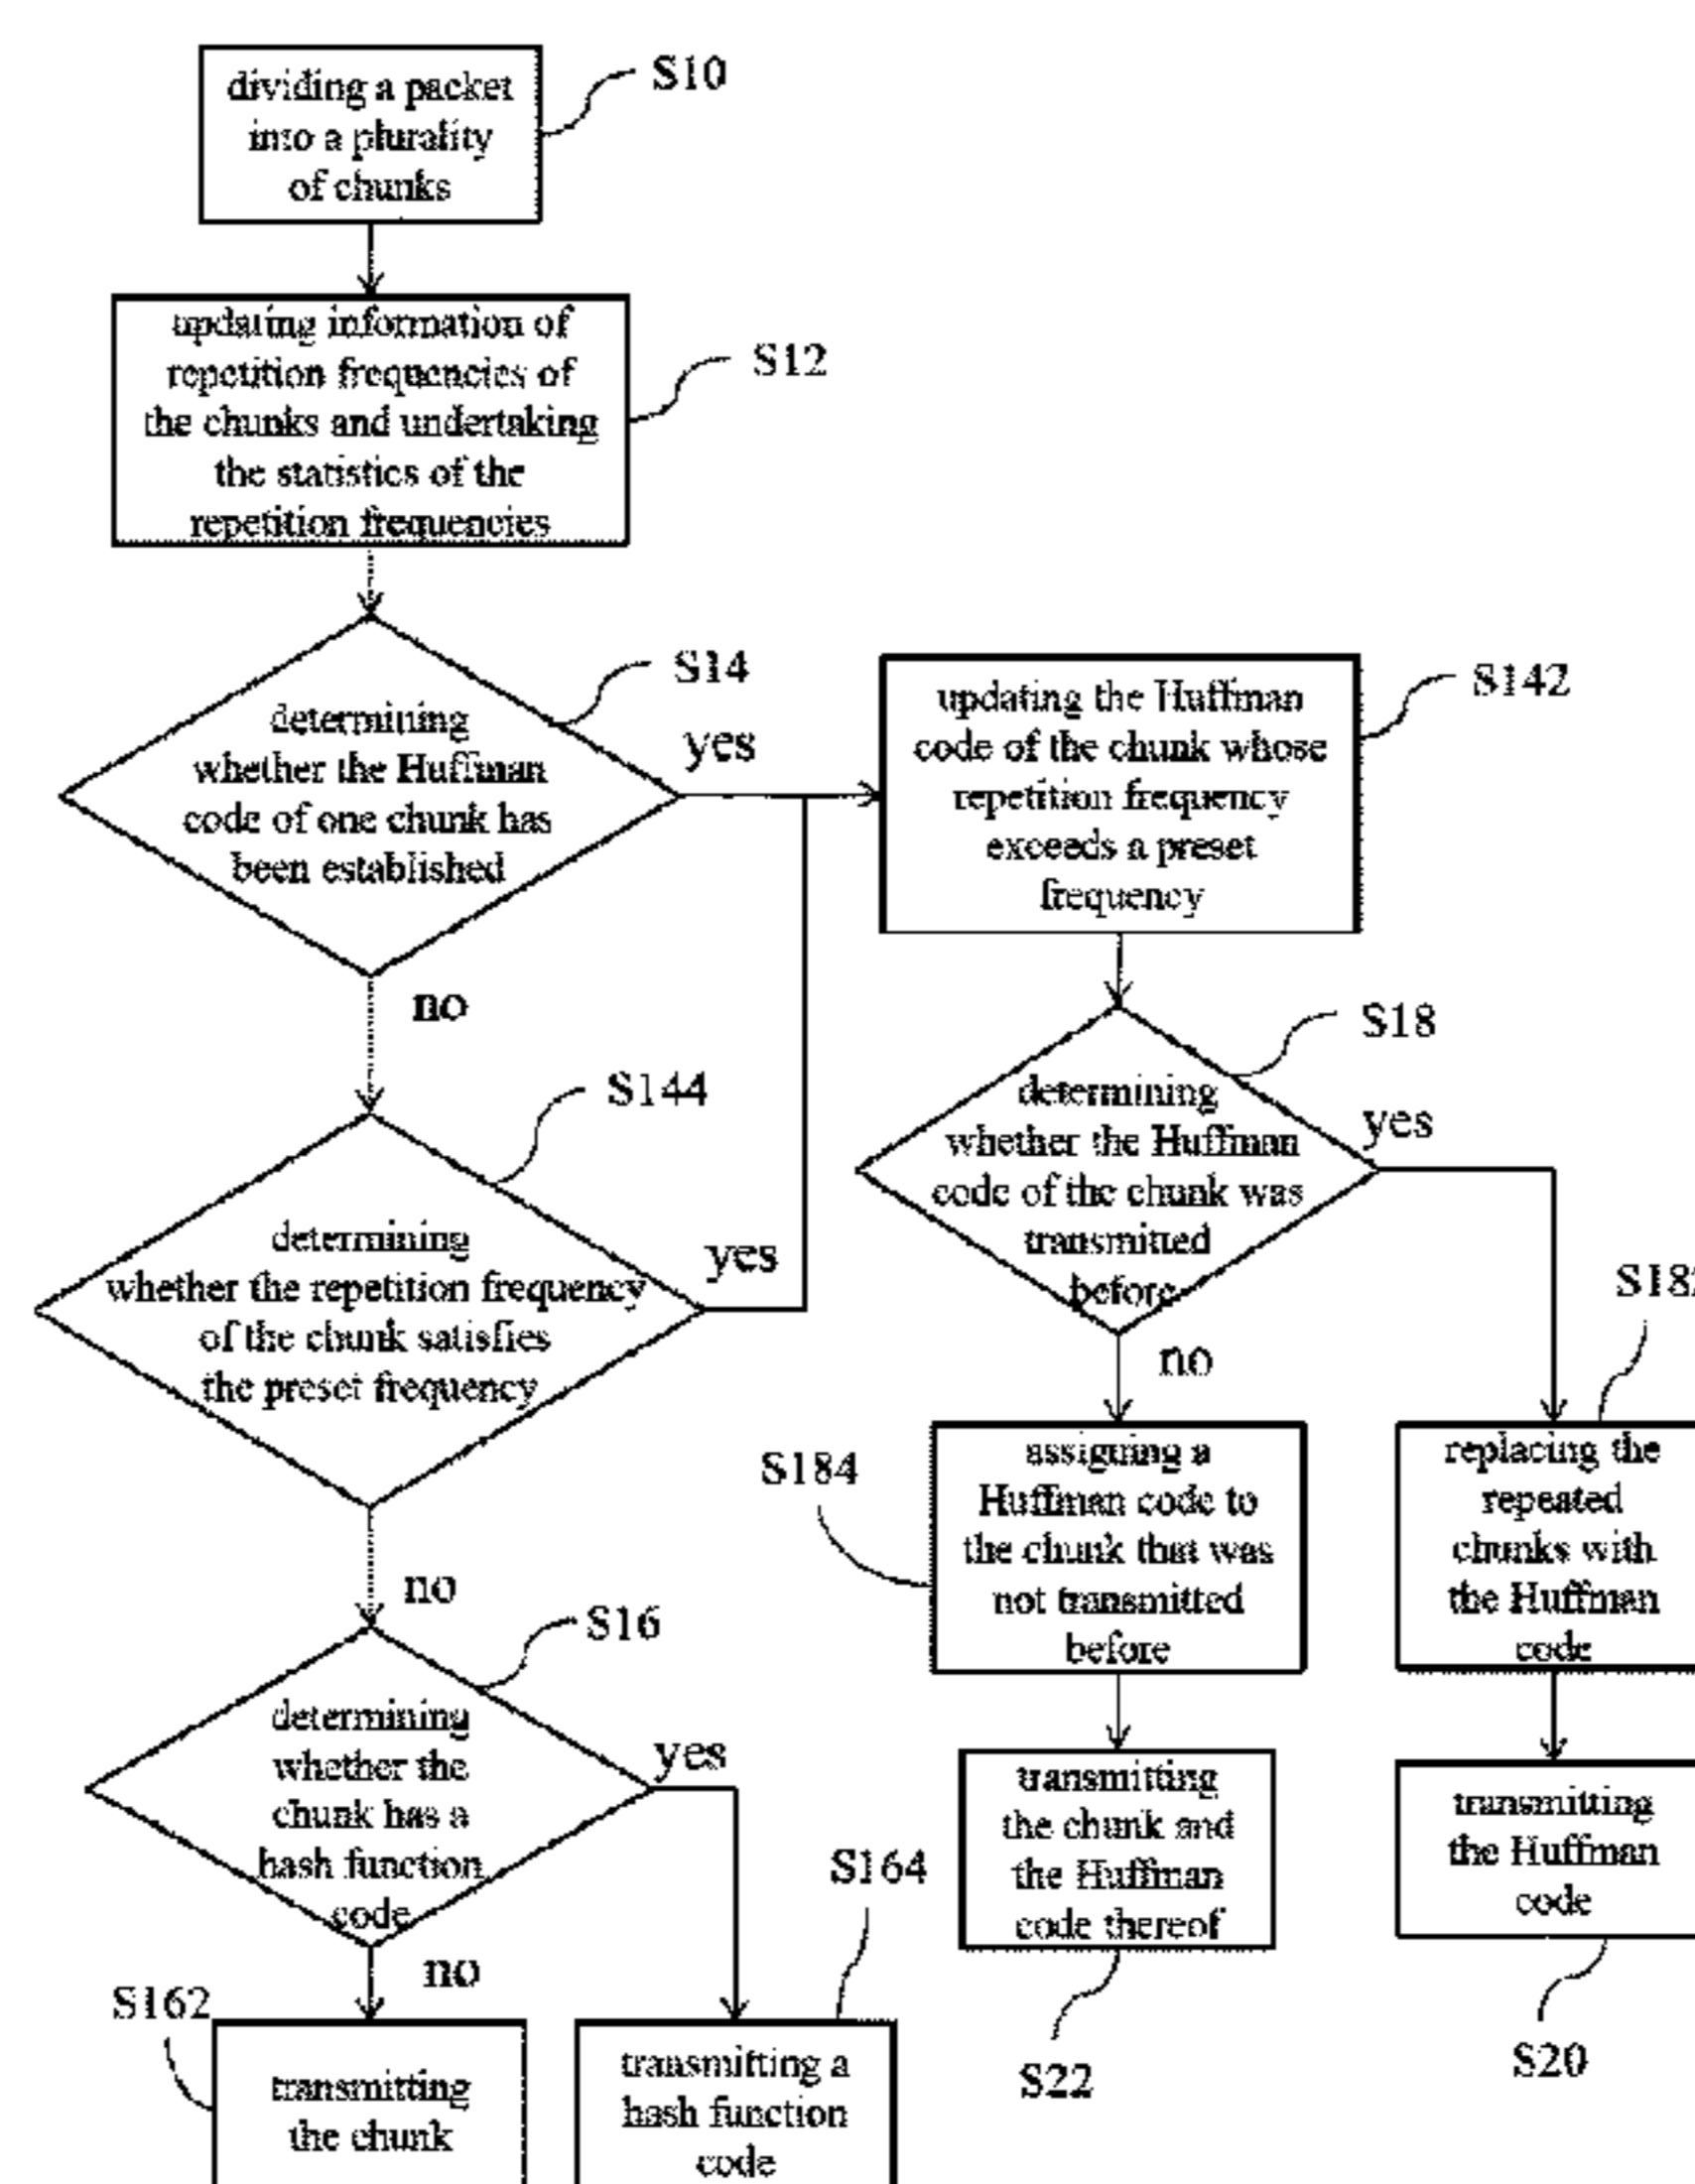 dividing a packet
into a plurality
of chunks
S10
updating information of
repetition frequencies of
the chunks and undertaking
the statistics of the
repetition frequencies
S12
determining
whether the Huffman
code of one chunk has
been established
S14
yes
no
updating the Huffman
code of the chunk whose
repetition frequency
exceeds a preset
frequency
S142
determining
whether the repetition frequency
of the chunk satisfies
the preset frequency
S144
yes
no
determining
whether the Huffman
code of the chunk was
transmitted
before
S18
yes
no
assigning a
Huffman code to
the chunk that was
not transmitted
before
S184
replacing the
repeated
chunks with
the Huffman
code
S182
determining
whether the
chunk has a
hash function
code
S16
yes
no
transmitting
the chunk and
the Huffman
code thereof
S22
transmitting
the Huffman
code
S20
transmitting
the chunk
S162
transmitting a
hash function
code
S164